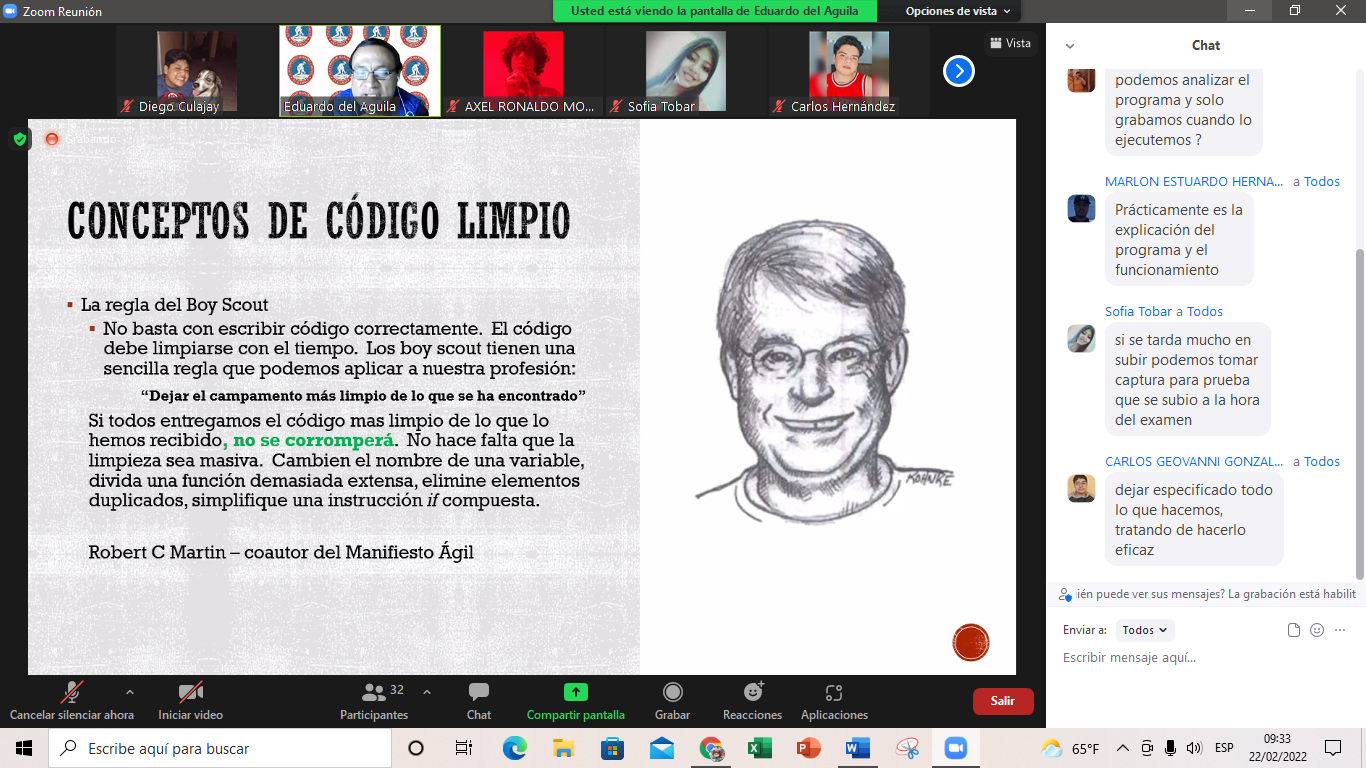 Zoom Reunión
Usted está viendo la pantalla de Eduardo del Aguila
Opciones de vista
Vista
Diego Culajay
Eduardo del Aguila
AXEL RONALDO MO...
Sofia Tobar
Carlos Hernández
Grabando
CONCEPTOS DE CÓDIGO LIMPIO
La regla del Boy Scout
No basta con escribir código correctamente. El código
debe limpiarse con el tiempo. Los boy scout tienen una
sencilla regla que podemos aplicar a nuestra profesión:
“Dejar el campamento más limpio de lo que se ha encontrado”
Si todos entregamos el código mas limpio de lo que lo
hemos recibido, no se corromperá. No hace falta que la
limpieza sea masiva. Cambien el nombre de una variable,
divida una función demasiada extensa, elimine elementos
duplicados, simplifique una instrucción if compuesta.
Robert C Martin – coautor del Manifiesto Ágil
KOHNKE
Chat
podemos analizar el
programa y solo
grabamos cuando lo
ejecutemos ?
MARLON ESTUARDO HERNA... a Todos
Prácticamente es la
explicación del
programa y el
funcionamiento
Sofia Tobar a Todos
si se tarda mucho en
subir podemos tomar
captura para prueba
que se subio a la hora
del examen
CARLOS GEOVANNI GONZAL... a Todos
dejar especificado todo
lo que hacemos,
tratando de hacerlo
eficaz
ién puede ver sus mensajes? La grabación está habilit
Enviar a: Todos
Escribir mensaje aquí...
Cancelar silenciar ahora
Iniciar video
32
Participantes
Chat
Compartir pantalla
Grabar
Reacciones
Aplicaciones
Salir
Escribe aquí para buscar
65°F
ESP
09:33
22/02/2022